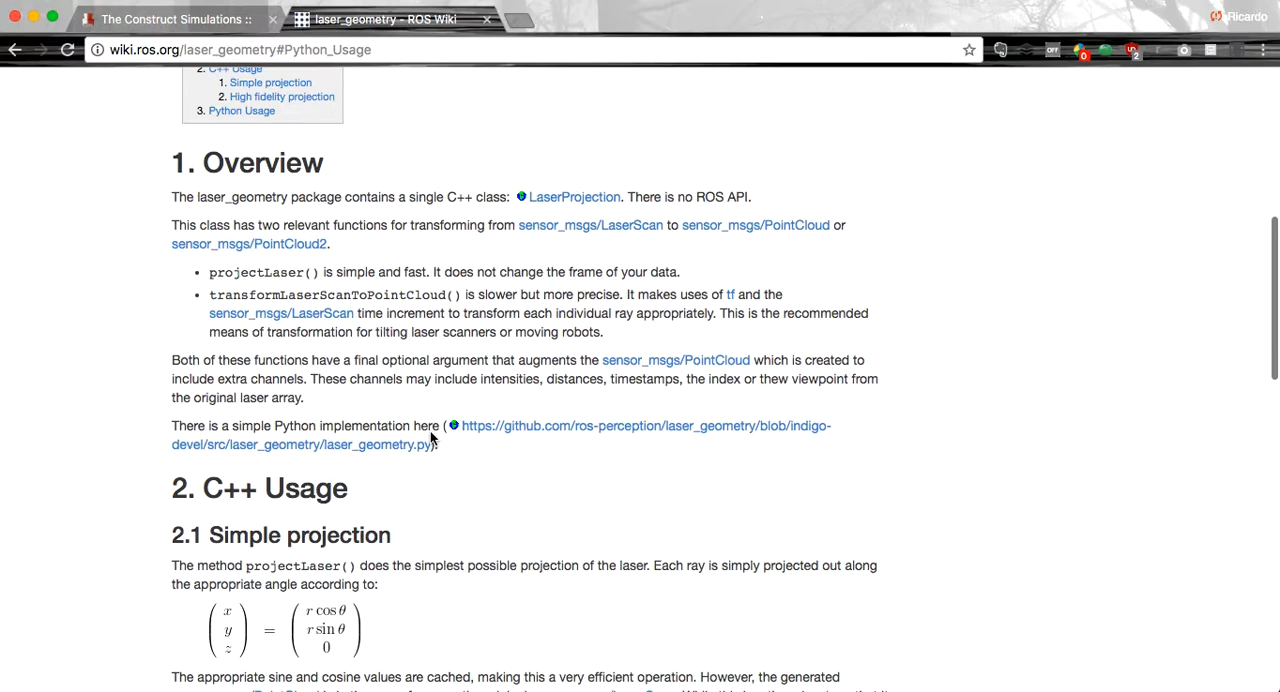 The Construct Simulations ::
laser_geometry - ROS Wiki
Ricardo
wiki.ros.org/laser_geometry#Python_Usage
OFF
0
2
2. C++ Usage
1. Simple projection
2. High fidelity projection
3. Python Usage
1. Overview
The laser_geometry package contains a single C++ class: LaserProjection. There is no ROS API.
This class has two relevant functions for transforming from sensor_msgs/LaserScan to sensor_msgs/PointCloud or
sensor_msgs/PointCloud2.
• projectLaser() is simple and fast. It does not change the frame of your data.
• transformLaserScanToPointCloud() is slower but more precise. It makes uses of tf and the
sensor_msgs/LaserScan time increment to transform each individual ray appropriately. This is the recommended
means of transformation for tilting laser scanners or moving robots.
Both of these functions have a final optional argument that augments the sensor_msgs/PointCloud which is created to
include extra channels. These channels may include intensities, distances, timestamps, the index or thew viewpoint from
the original laser array.
There is a simple Python implementation here ( https://github.com/ros-perception/laser_geometry/blob/indigo-
devel/src/laser_geometry/laser_geometry.py).
2. C++ Usage
2.1 Simple projection
The method projectLaser() does the simplest possible projection of the laser. Each ray is simply projected out along
the appropriate angle according to:
x r cos θ
y = r sin θ
z 0
The appropriate sine and cosine values are cached, making this a very efficient operation. However, the generated